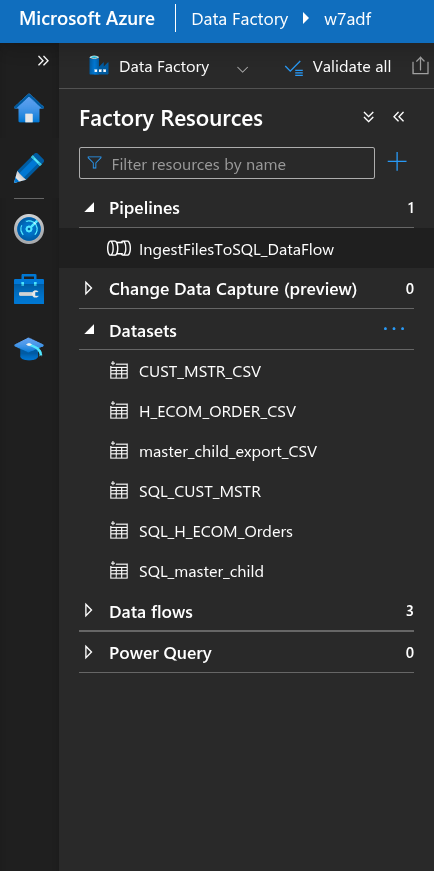 Microsoft Azure Data Factory w7adf
Data Factory Validate all
Factory Resources
Filter resources by name
Pipelines 1
IngestFilesToSQL_DataFlow
Change Data Capture (preview) 0
Datasets
CUST_MSTR_CSV
H_ECOM_ORDER_CSV
master_child_export_CSV
SQL_CUST_MSTR
SQL_H_ECOM_Orders
SQL_master_child
Data flows 3
Power Query 0